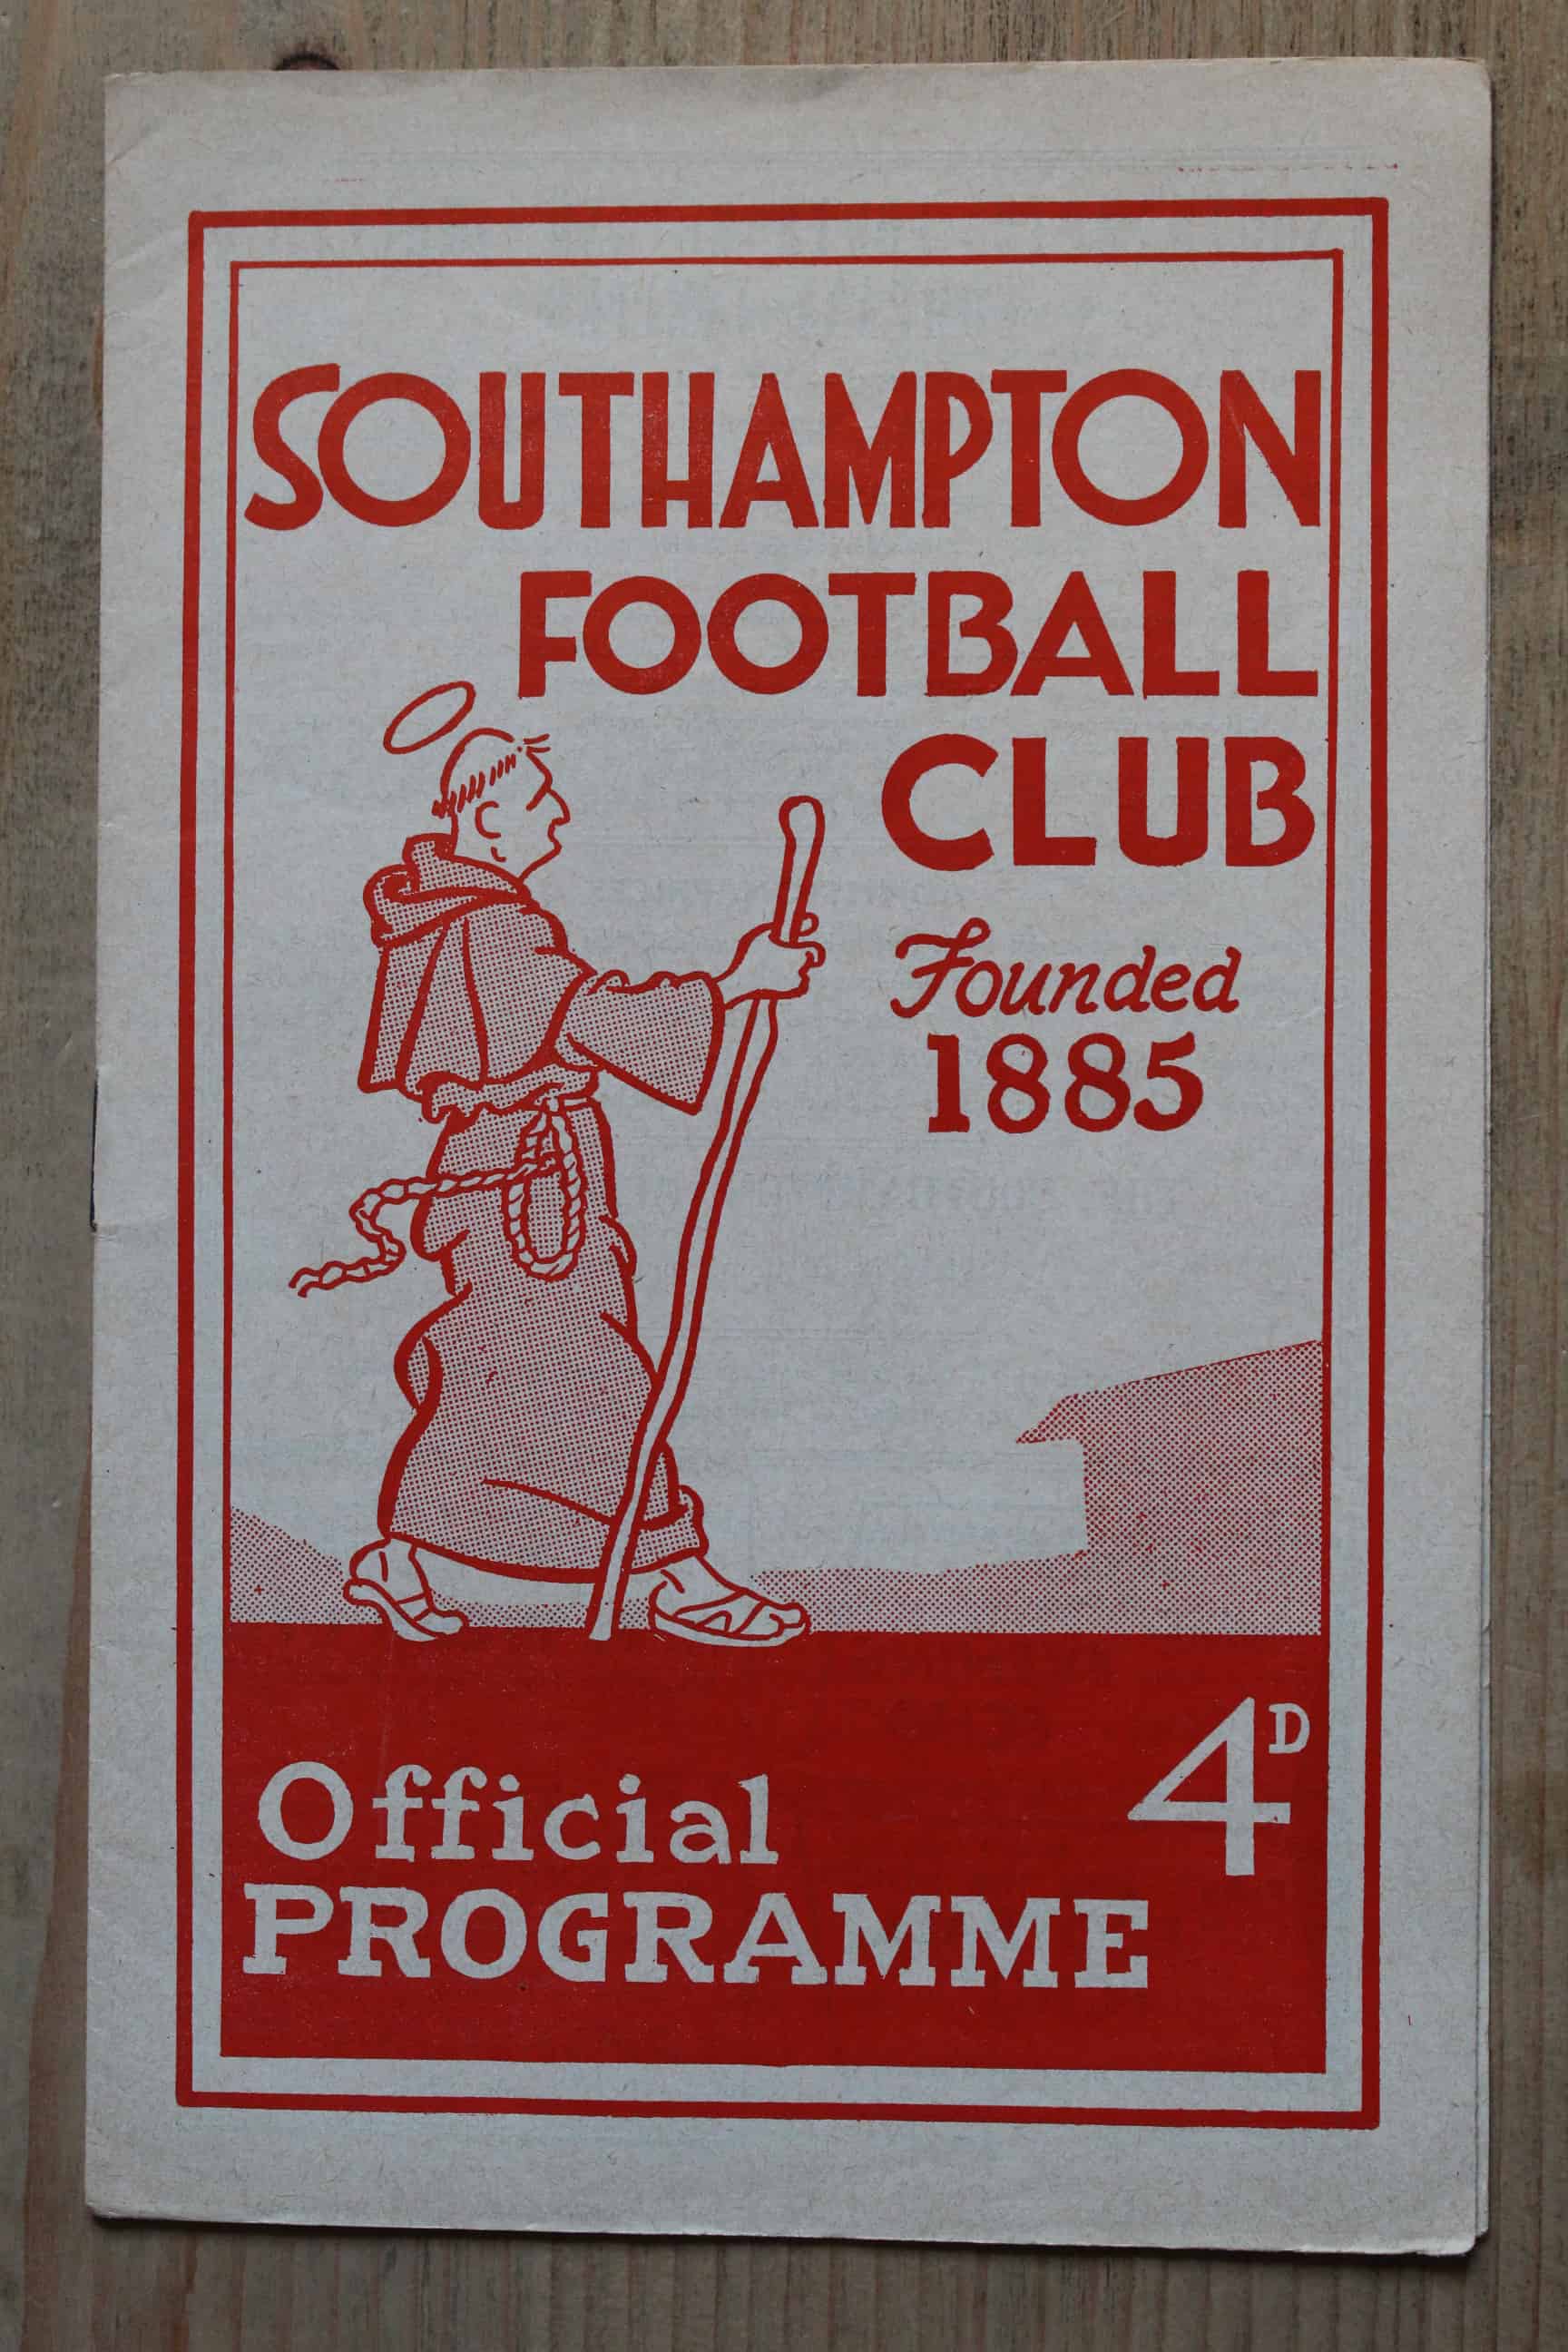 SOUTHAMPTON
FOOTBALL
CLUB
Founded
1885
4D
Official
PROGRAMME